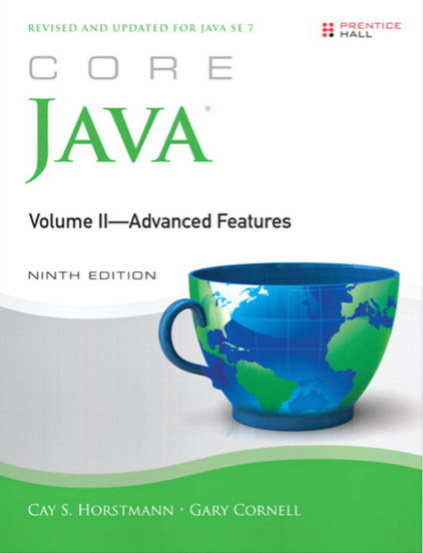 REVISED AND UPDATED FOR JAVA SE 7
PRENTICE
HALL
CORE
JAVA®
Volume II—Advanced Features
NINTH EDITION
CAY S. HORSTMANN • GARY CORNELL